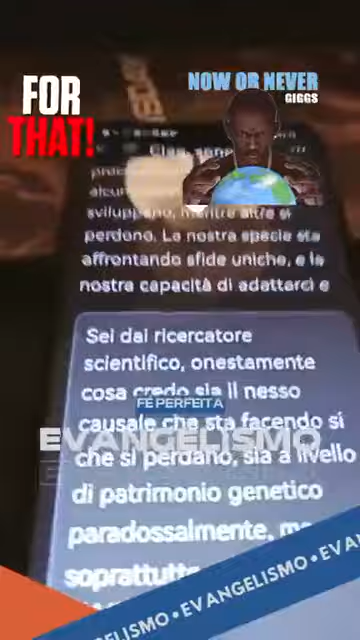 FOR
THAT!
NOW OR NEVER
GIGGS
sviluppano, mentre altre si
perdono. La nostra specie sta
affrontando sfide uniche, e la
nostra capacità di adattarci e
Sei dai ricercatore
scientifico, onestamente
cosa credo sia il nesso
FÉ PERFEITA
causale che sta facendo sì
EVANGELISMO
che si perdano, sia a livello
di patrimonio genetico
paradossalmente, ma
soprattutto
EVANGELISMO • EVANGELISMO • EVA